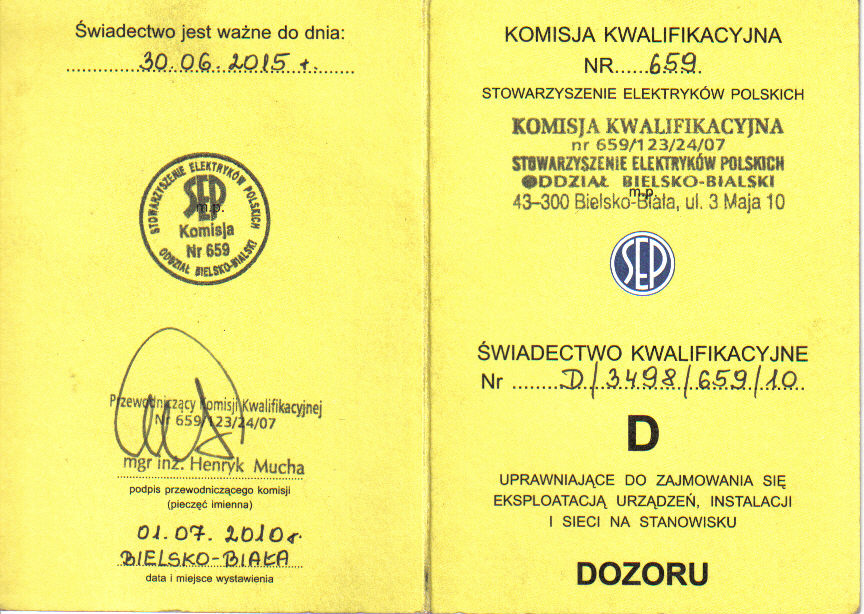 Świadectwo jest ważne do dnia:
30.06.2015 r.
STOWARZYSZENIE ELEKTRYKÓW POLSKICH
SEP
m.p.
Komisja
Nr 659
ODDZIAŁ BIELSKO-BIALSKI
Przewodniczący Komisji Kwalifikacyjnej
Nr 659/123/24/07
mgr inż. Henryk Mucha
podpis przewodniczącego komisji
(pieczęć imienna)
01.07.2010r.
BIELSKO-BIAŁA
data i miejsce wystawienia
KOMISJA KWALIFIKACYJNA
NR......659.
STOWARZYSZENIE ELEKTRYKÓW POLSKICH
KOMISJA KWALIFIKACYJNA
nr 659/123/24/07
STOWARZYSZENIE ELEKTRYKÓW POLSKICH
ODDZIAŁ BIELSKO-BIALSKI
m.p.
43-300 Bielsko-Biała, ul. 3 Maja 10
SEP
ŚWIADECTWO KWALIFIKACYJNE
Nr ........D/3498/659/10
D
UPRAWNIAJĄCE DO ZAJMOWANIA SIĘ
EKSPLOATACJĄ URZĄDZEŃ, INSTALACJI
I SIECI NA STANOWISKU
DOZORU